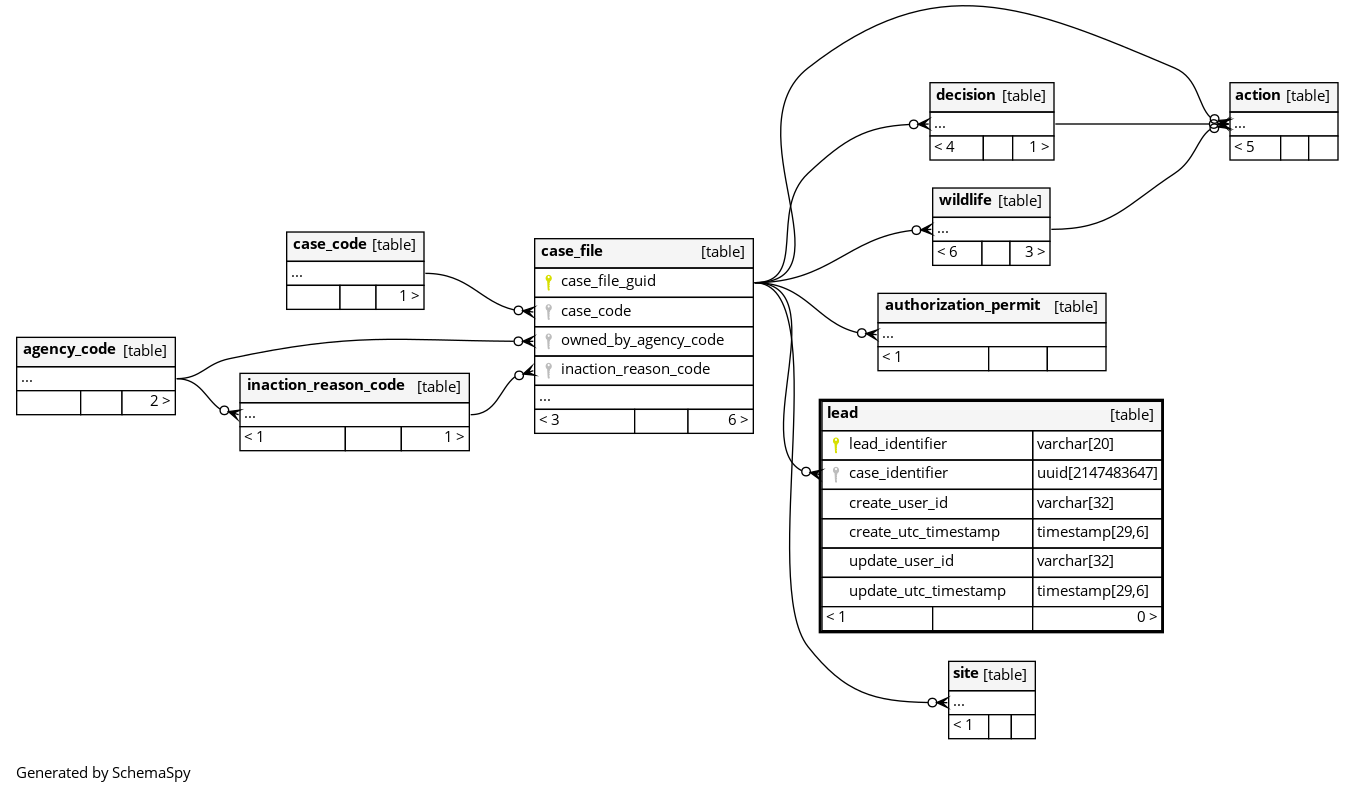 decision [table]
...
< 4 1 >
action [table]
...
< 5
wildlife [table]
...
< 6 3 >
case_code [table]
...
1 >
case_file [table]
case_file_guid
case_code
owned_by_agency_code
inaction_reason_code
...
< 3 6 >
authorization_permit [table]
...
< 1
agency_code [table]
...
2 >
inaction_reason_code [table]
...
< 1 1 >
lead [table]
lead_identifier varchar[20]
case_identifier uuid[2147483647]
create_user_id varchar[32]
create_utc_timestamp timestamp[29,6]
update_user_id varchar[32]
update_utc_timestamp timestamp[29,6]
< 1 0 >
site [table]
...
< 1
Generated by SchemaSpy